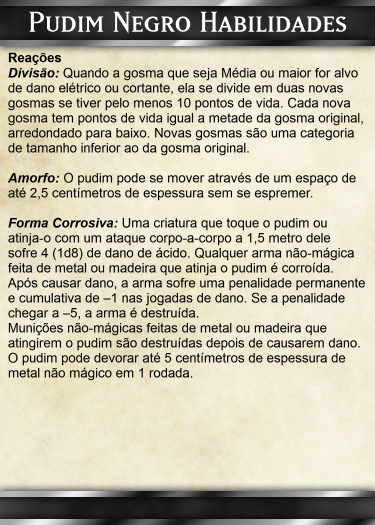 Pudim Negro Habilidades
Reações
Divisão: Quando a gosma que seja Média ou maior for alvo
de dano elétrico ou cortante, ela se divide em duas novas
gosmas se tiver pelo menos 10 pontos de vida. Cada nova
gosma tem pontos de vida igual a metade da gosma original,
arredondado para baixo. Novas gosmas são uma categoria
de tamanho inferior ao da gosma original.
Amorfo: O pudim pode se mover através de um espaço de
até 2,5 centímetros de espessura sem se espremer.
Forma Corrosiva: Uma criatura que toque o pudim ou
atinja-o com um ataque corpo-a-corpo a 1,5 metro dele
sofre 4 (1d8) de dano de ácido. Qualquer arma não-mágica
feita de metal ou madeira que atinja o pudim é corroída.
Após causar dano, a arma sofre uma penalidade permanente
e cumulativa de –1 nas jogadas de dano. Se a penalidade
chegar a –5, a arma é destruída.
Munições não-mágicas feitas de metal ou madeira que
atingirem o pudim são destruídas depois de causarem dano.
O pudim pode devorar até 5 centímetros de espessura de
metal não mágico em 1 rodada.